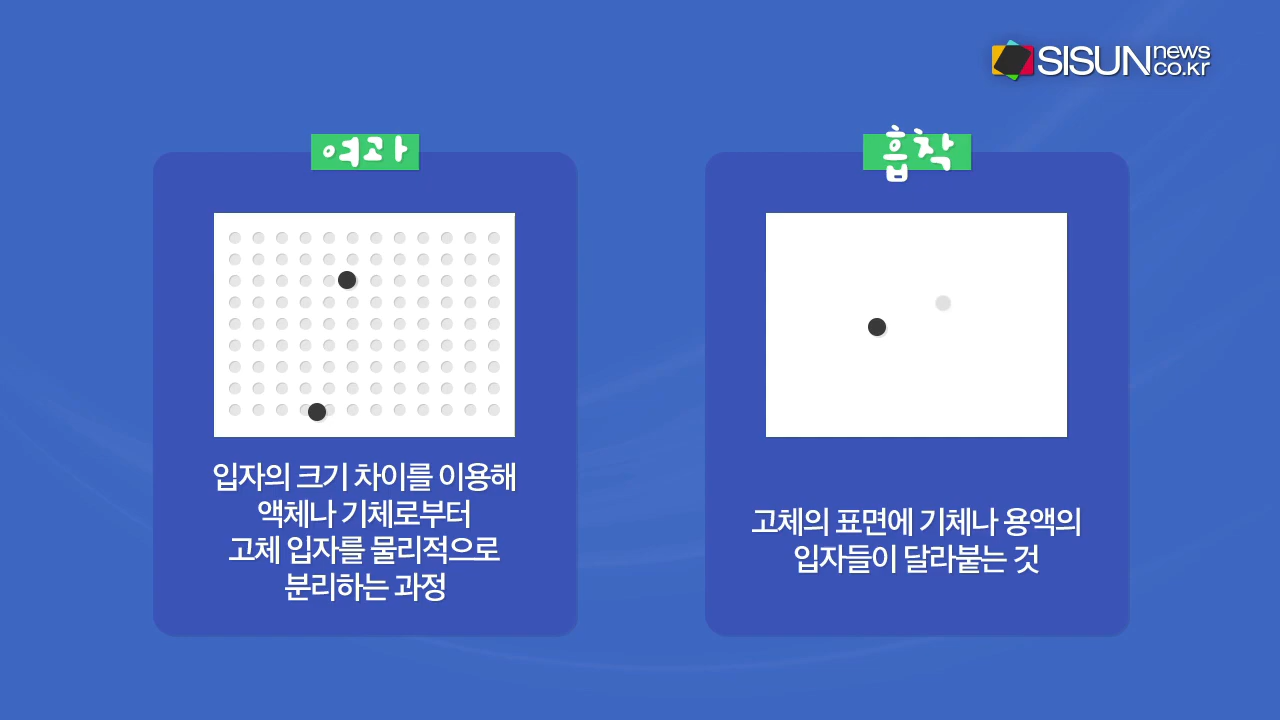 SISUN news
co.kr
여과
입자의 크기 차이를 이용해
액체나 기체로부터
고체 입자를 물리적으로
분리하는 과정
흡착
고체의 표면에 기체나 용액의
입자들이 달라붙는 것